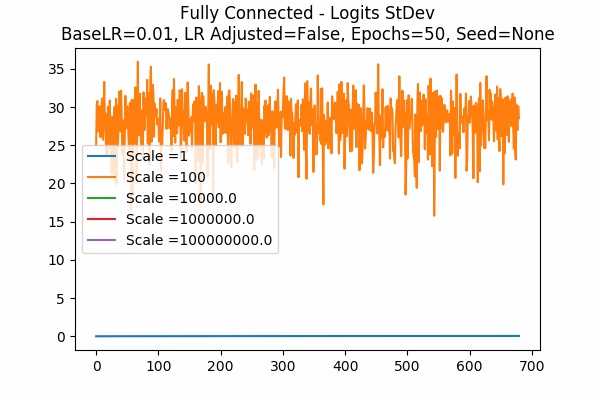 Fully Connected - Logits StDev
BaseLR=0.01, LR Adjusted=False, Epochs=50, Seed=None
35
30
25
20
15
10
5
0
Scale =1
Scale =100
Scale =10000.0
Scale =1000000.0
Scale =100000000.0
0 100 200 300 400 500 600 700